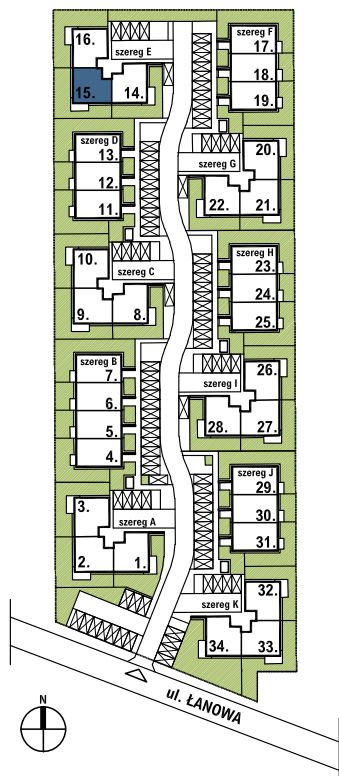 16.
szereg E
15.
14.
szereg F
17.
18.
19.
szereg D
13.
12.
11.
szereg G
20.
22.
21.
10.
szereg C
9.
8.
szereg H
23.
24.
25.
szereg B
7.
6.
5.
4.
szereg I
26.
28.
27.
3.
szereg A
2.
1.
szereg J
29.
30.
31.
szereg K
32.
34.
33.
ul. ŁANOWA
N